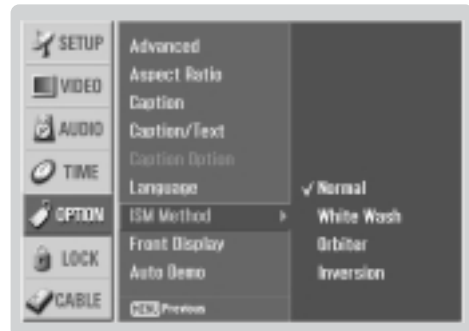 SETUP
VIDEO
AUDIO
TIME
OPTION
LOCK
CABLE
Advanced
Aspect Ratio
Caption
Caption/Text
Caption Option
Language
ISM Method
Front Display
Auto Demo
MENU Previous
Normal
White Wash
Orbiter
Inversion